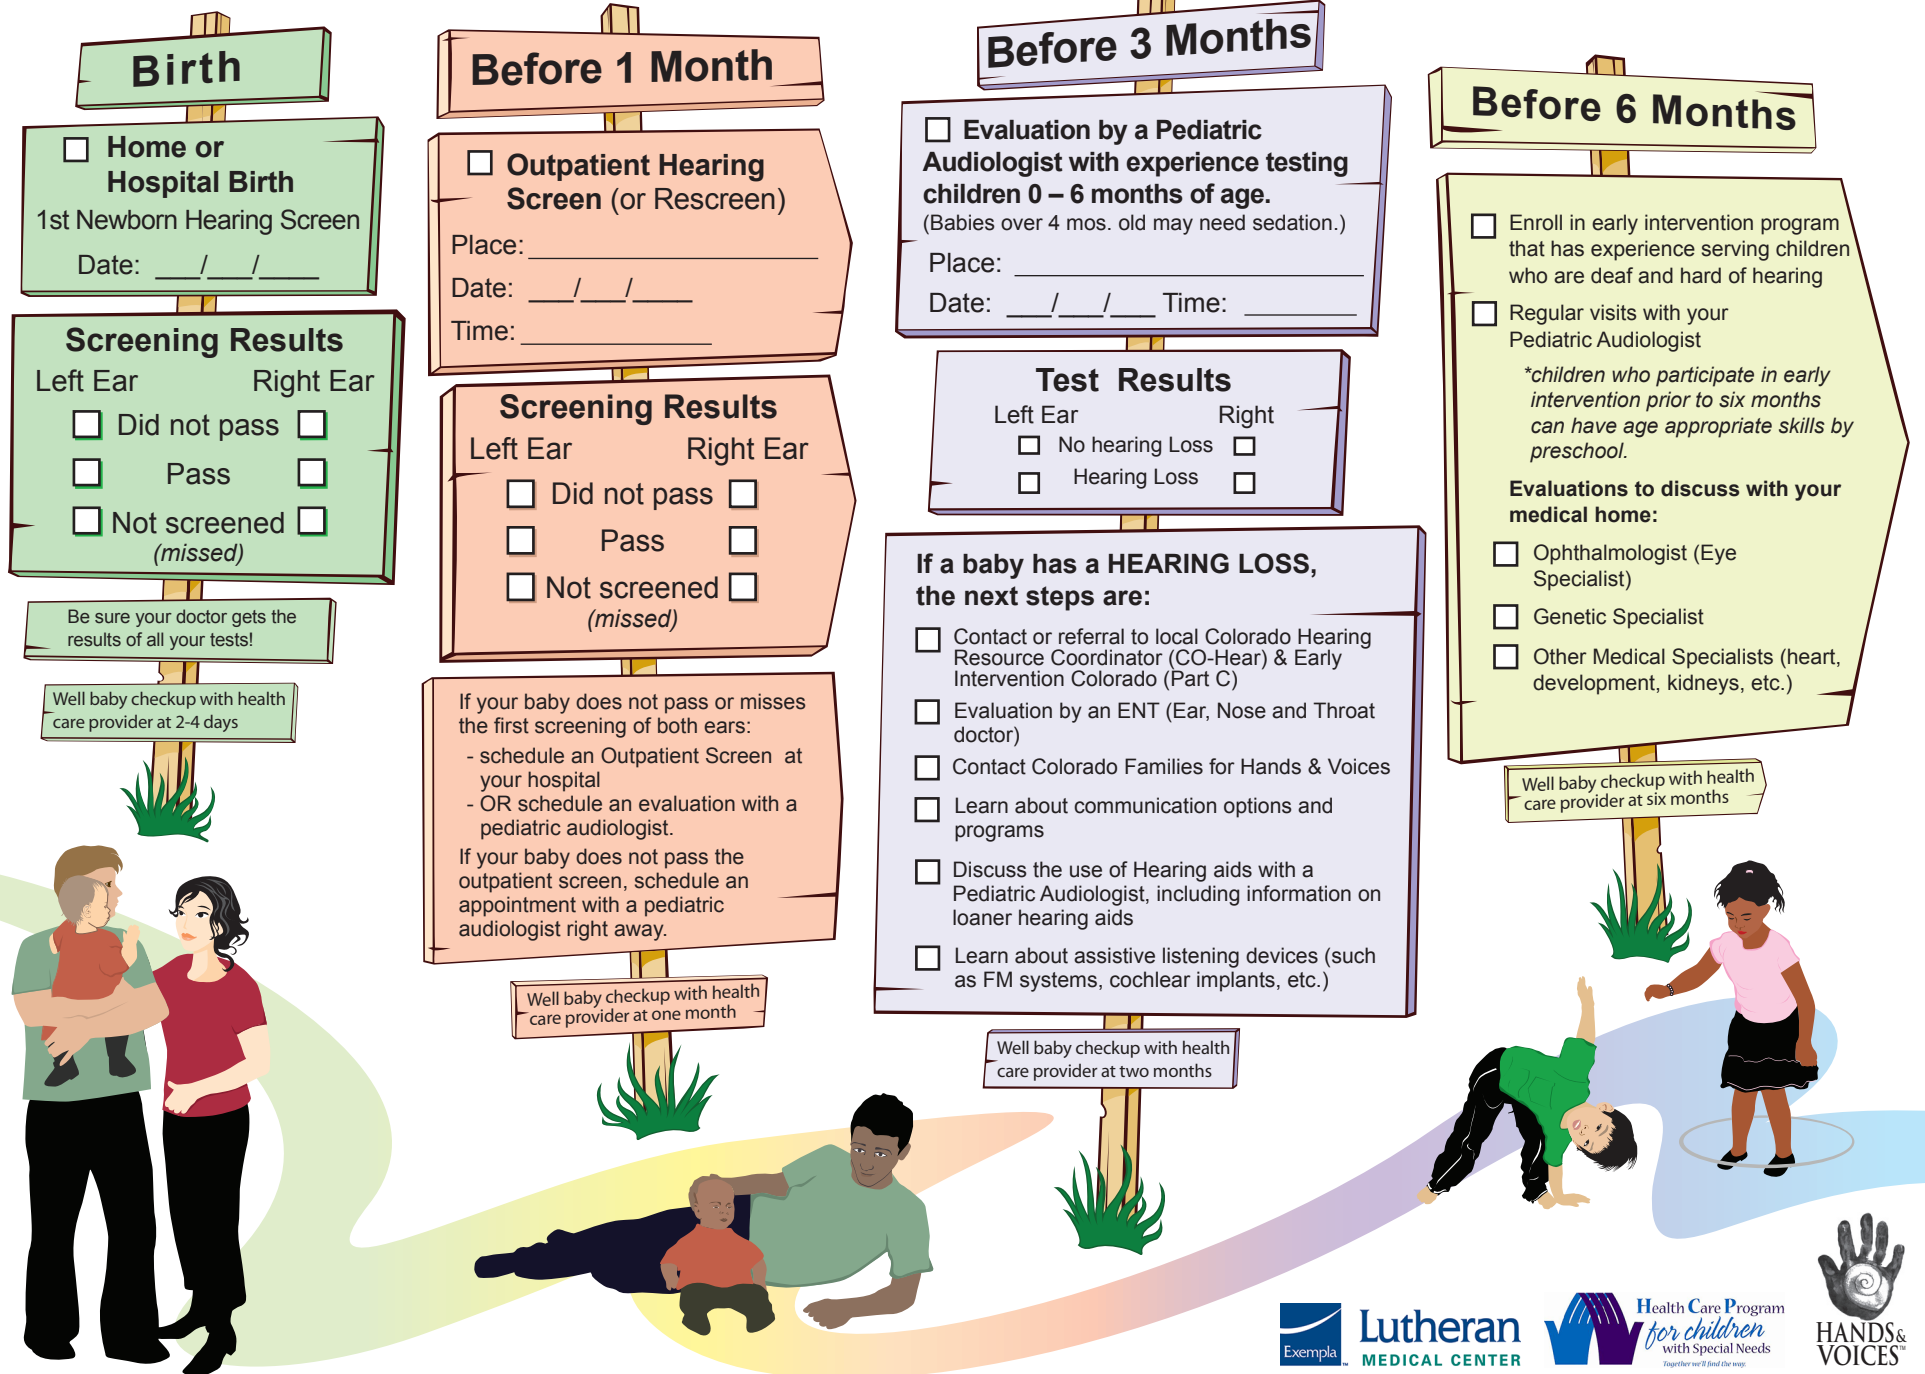 Birth
Home or
Hospital Birth
1st Newborn Hearing Screen
Date: ___/___/____
Screening Results
Left Ear Right Ear
Did not pass
Pass
Not screened
(missed)
Be sure your doctor gets the
results of all your tests!
Well baby checkup with health
care provider at 2-4 days
Before 1 Month
Outpatient Hearing
Screen (or Rescreen)
Place: ____________________
Date: ___/___/____
Time: _____________
Screening Results
Left Ear Right Ear
Did not pass
Pass
Not screened
(missed)
If your baby does not pass or misses
the first screening of both ears:
- schedule an Outpatient Screen at
your hospital
- OR schedule an evaluation with a
pediatric audiologist.
If your baby does not pass the
outpatient screen, schedule an
appointment with a pediatric
audiologist right away.
Well baby checkup with health
care provider at one month
Before 3 Months
Evaluation by a Pediatric
Audiologist with experience testing
children 0 – 6 months of age.
(Babies over 4 mos. old may need sedation.)
Place: ________________________
Date: ___/___/___ Time: ________
Test Results
Left Ear Right
No hearing Loss
Hearing Loss
If a baby has a HEARING LOSS,
the next steps are:
Contact or referral to local Colorado Hearing
Resource Coordinator (CO-Hear) & Early
Intervention Colorado (Part C)
Evaluation by an ENT (Ear, Nose and Throat
doctor)
Contact Colorado Families for Hands & Voices
Learn about communication options and
programs
Discuss the use of Hearing aids with a
Pediatric Audiologist, including information on
loaner hearing aids
Learn about assistive listening devices (such
as FM systems, cochlear implants, etc.)
Well baby checkup with health
care provider at two months
Before 6 Months
Enroll in early intervention program
that has experience serving children
who are deaf and hard of hearing
Regular visits with your
Pediatric Audiologist
*children who participate in early
intervention prior to six months
can have age appropriate skills by
preschool.
Evaluations to discuss with your
medical home:
Ophthalmologist (Eye
Specialist)
Genetic Specialist
Other Medical Specialists (heart,
development, kidneys, etc.)
Well baby checkup with health
care provider at six months
Exempla™
Lutheran
MEDICAL CENTER
Health Care Program
for children
with Special Needs
Together we'll find the way.
HANDS&
VOICES™